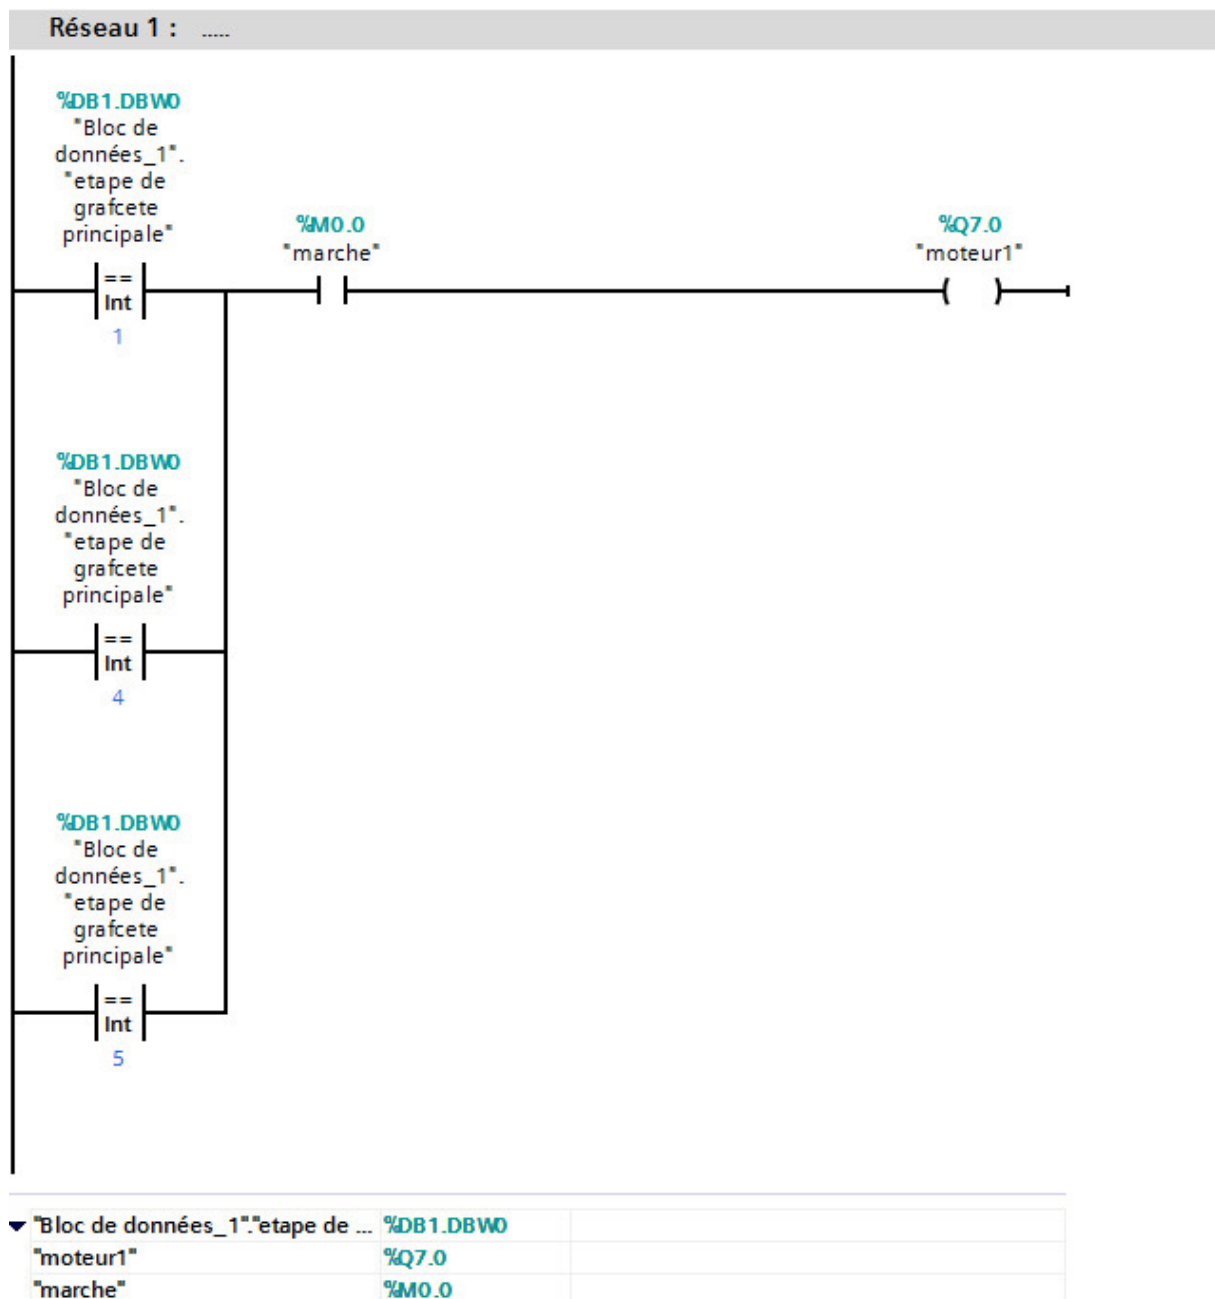 Réseau 1 : .....
%DB1.DBW0
"Bloc de
données_1".
"etape de
grafcete
principale"
==
Int
1
%M0.0
"marche"
%Q7.0
"moteur1"
%DB1.DBW0
"Bloc de
données_1".
"etape de
grafcete
principale"
==
Int
4
%DB1.DBW0
"Bloc de
données_1".
"etape de
grafcete
principale"
==
Int
5
"Bloc de données_1"."etape de ... %DB1.DBW0
"moteur1" %Q7.0
"marche" %M0.0